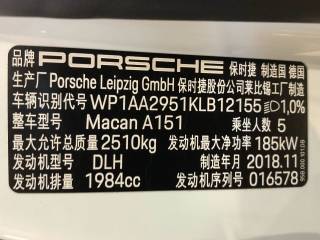 品牌 PORSCHE 保时捷 制造国 德国
生产厂 Porsche Leipzig GmbH 保时捷股份公司莱比锡工厂制造
车辆识别代号 WP1AA2951KLB12155 1,0%
整车型号 Macan A151 乘坐人数 5
最大允许总质量 2510kg 发动机最大净功率 185kW
发动机型号 DLH 制造年月 2018.11
发动机排量 1984cc 发动机号 016578